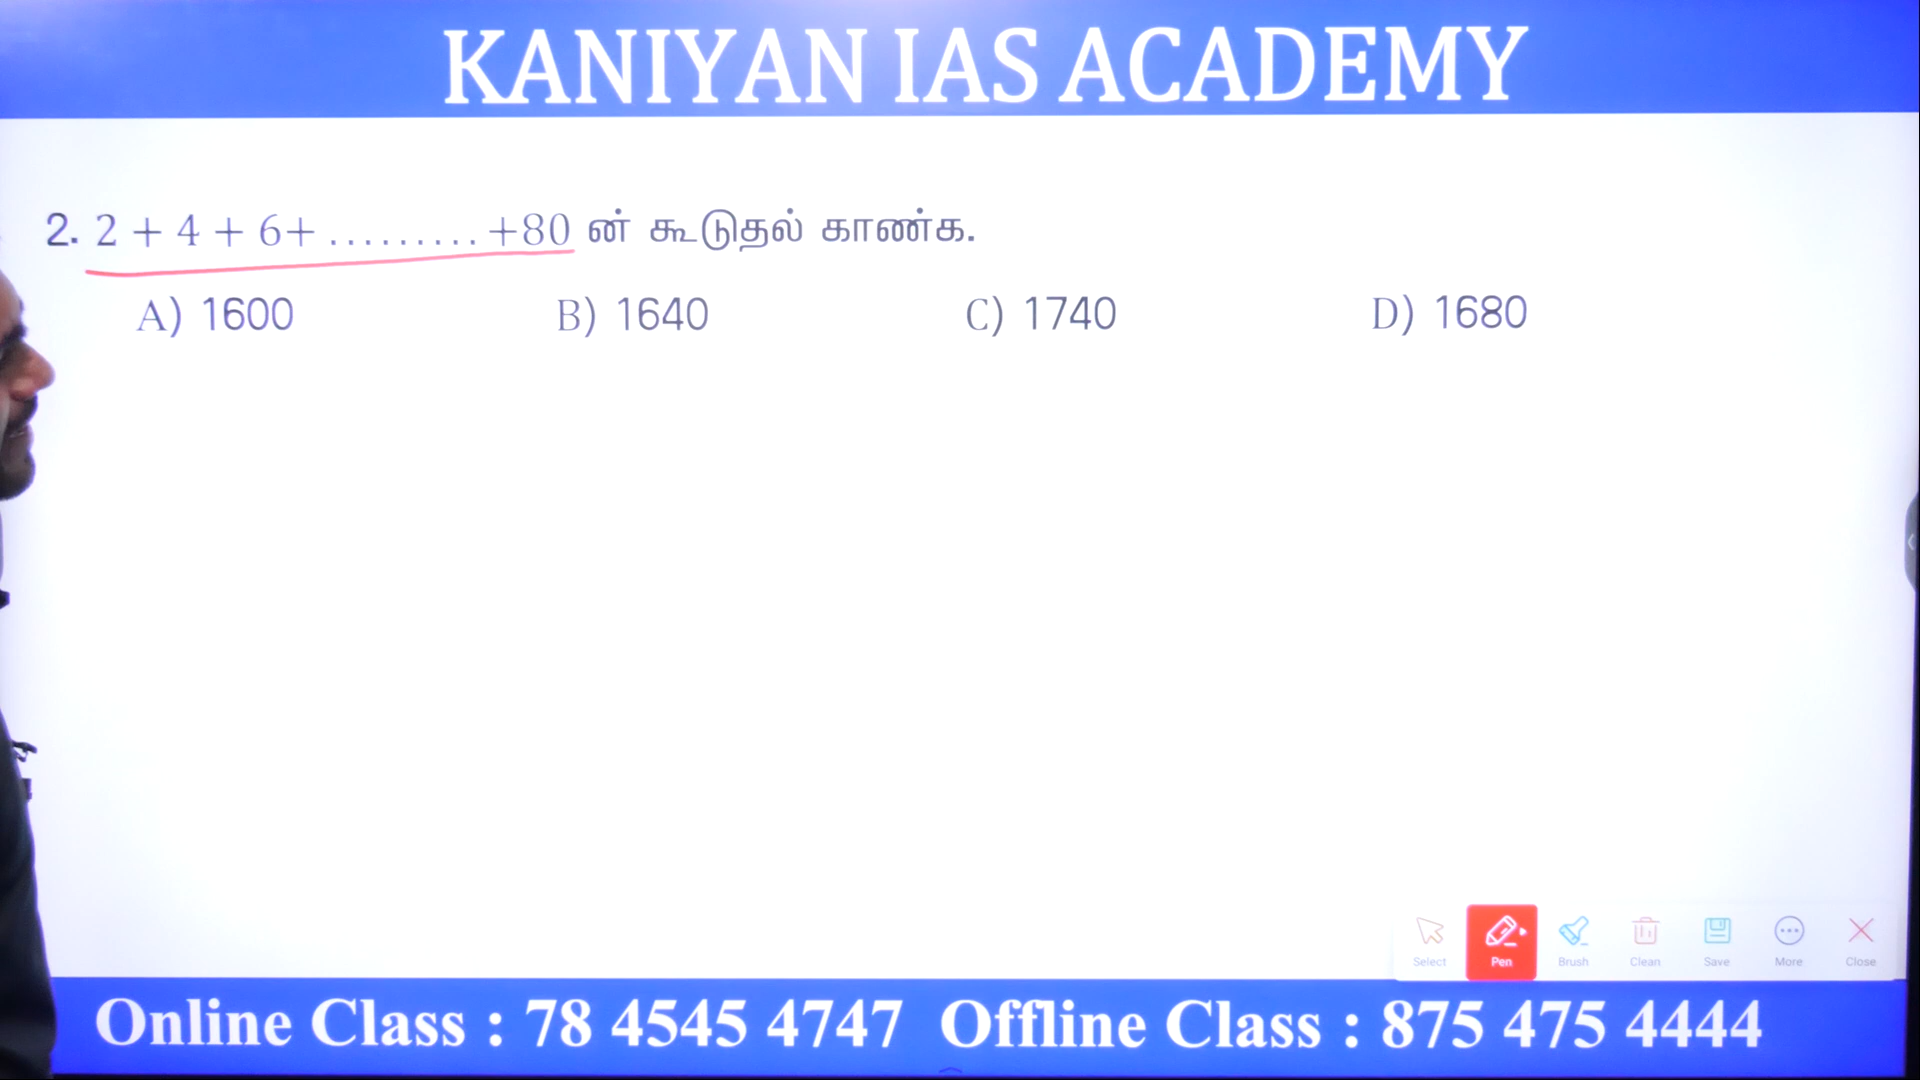 KANIYAN IAS ACADEMY
2. 2 + 4 + 6+ ......... +80 ன் கூடுதல் காண்க.
A) 1600 B) 1640 C) 1740 D) 1680
Select Pen Brush Clean Save More Close
Online Class : 78 4545 4747 Offline Class : 875 475 4444